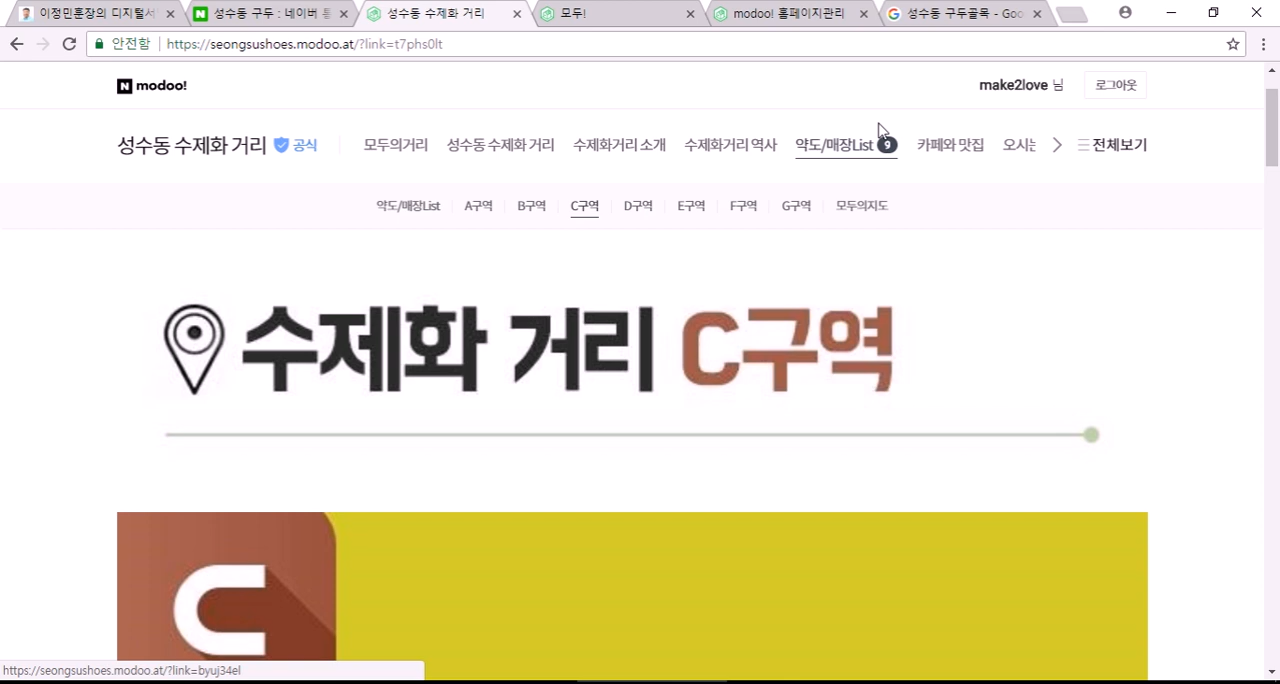 이정민훈장의 디지털서
성수동 구두 : 네이버 통
성수동 수제화 거리
모두!
modoo! 홈페이지관리
성수동 구두골목 - Goo
안전함 https://seongsushoes.modoo.at/?link=t7phs0lt
N modoo!
make2love 님
로그아웃
성수동 수제화 거리 공식 모두의거리 성수동 수제화 거리 수제화거리 소개 수제화거리 역사 약도/매장List 9 카페와 맛집 오시는 전체보기
약도/매장List A구역 B구역 C구역 D구역 E구역 F구역 G구역 모두의지도
수제화 거리 C구역
C
https://seongsushoes.modoo.at/?link=byuj34el